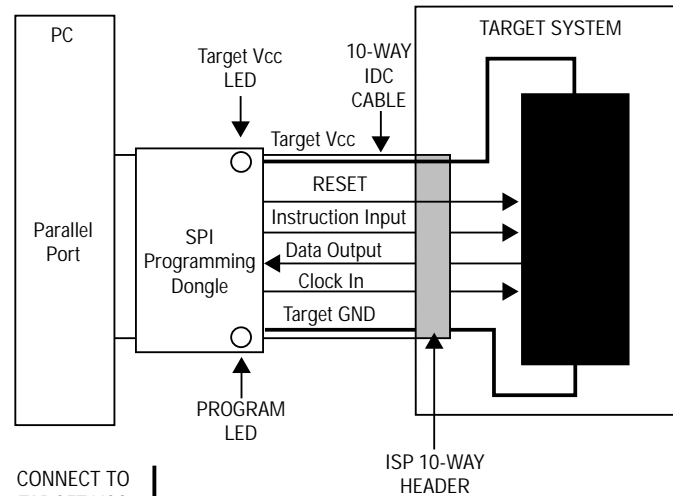 PC
TARGET SYSTEM
Target Vcc
LED
10-WAY
IDC
CABLE
Target Vcc
RESET
Instruction Input
Data Output
Clock In
Target GND
Parallel
Port
SPI
Programming
Dongle
PROGRAM
LED
ISP 10-WAY
HEADER
CONNECT TO